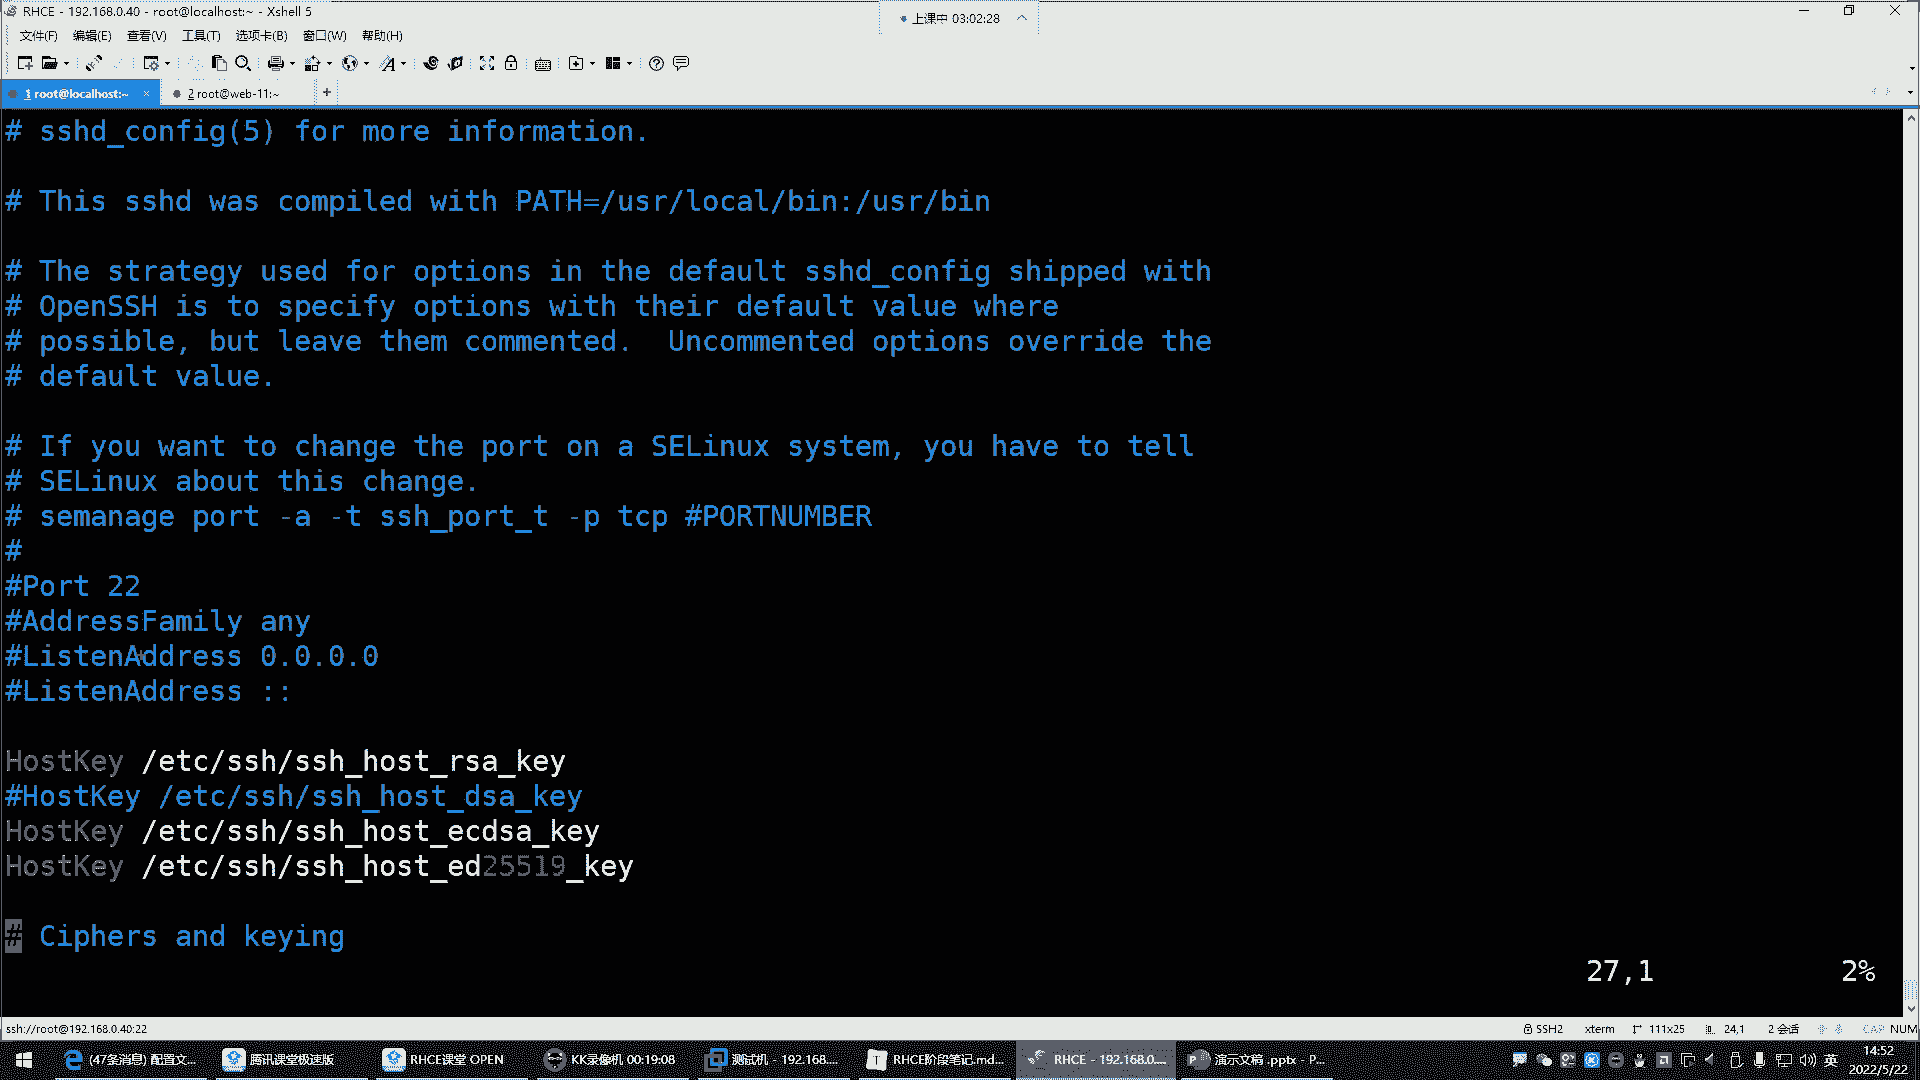 RHCE - 192.168.0.40 - root@localhost:~ - Xshell 5
上课中 03:02:28
文件(F) 编辑(E) 查看(V) 工具(T) 选项卡(B) 窗口(W) 帮助(H)
1 root@localhost:~ × 2 root@web-11:~ +
# sshd_config(5) for more information.
# This sshd was compiled with PATH=/usr/local/bin:/usr/bin
# The strategy used for options in the default sshd_config shipped with
# OpenSSH is to specify options with their default value where
# possible, but leave them commented.  Uncommented options override the
# default value.
# If you want to change the port on a SELinux system, you have to tell
# SELinux about this change.
# semanage port -a -t ssh_port_t -p tcp #PORTNUMBER
#
#Port 22
#AddressFamily any
#ListenAddress 0.0.0.0
#ListenAddress ::
HostKey /etc/ssh/ssh_host_rsa_key
#HostKey /etc/ssh/ssh_host_dsa_key
HostKey /etc/ssh/ssh_host_ecdsa_key
HostKey /etc/ssh/ssh_host_ed25519_key
# Ciphers and keying
27,1 2%
ssh://root@192.168.0.40:22 SSH2 xterm 111x25 24,1 2 会话 CAP NUM
(47条消息) 配置文... 腾讯课堂极速版 RHCE课堂 OPEN KK录像机 00:19:08 测试机 - 192.168.... RHCE阶段笔记.md... RHCE - 192.168.0.... 演示文稿 .pptx - P... 英 14:52
2022/5/22